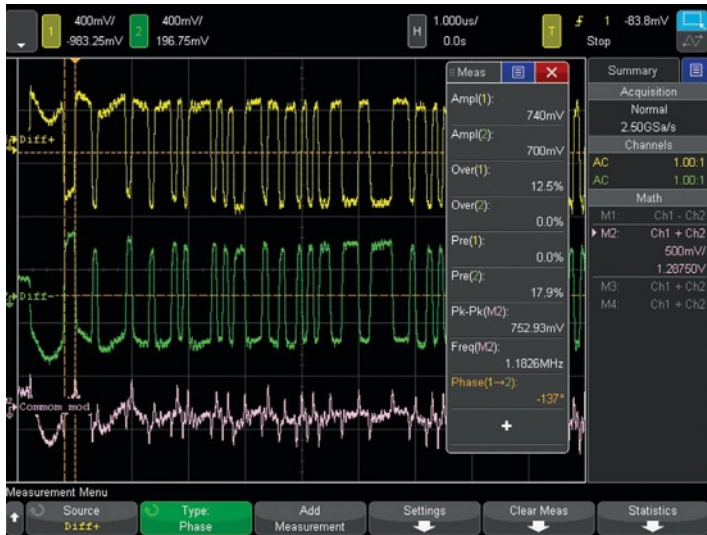 1 400mV/ 2 400mV/ H 1.000us/ T 1 -83.8mV
-983.25mV 196.75mV 0.0s Stop
Meas
Ampl(1):
740mV
Ampl(2):
700mV
Over(1):
12.5%
Over(2):
0.0%
Pre(1):
0.0%
Pre(2):
17.9%
Pk-Pk(M2):
752.93mV
Freq(M2):
1.1826MHz
Phase(1→2):
-137°
+
Summary
Acquisition
Normal
2.50GSa/s
Channels
AC 1.00:1
AC 1.00:1
Math
M1: Ch1 - Ch2
M2: Ch1 + Ch2
500mV/
1.28750V
M3: Ch1 + Ch2
M4: Ch1 + Ch2
Diff+
Diff-
Commom mod
Measurement Menu
Source
Diff+
Type:
Phase
Add
Measurement
Settings
Clear Meas
Statistics